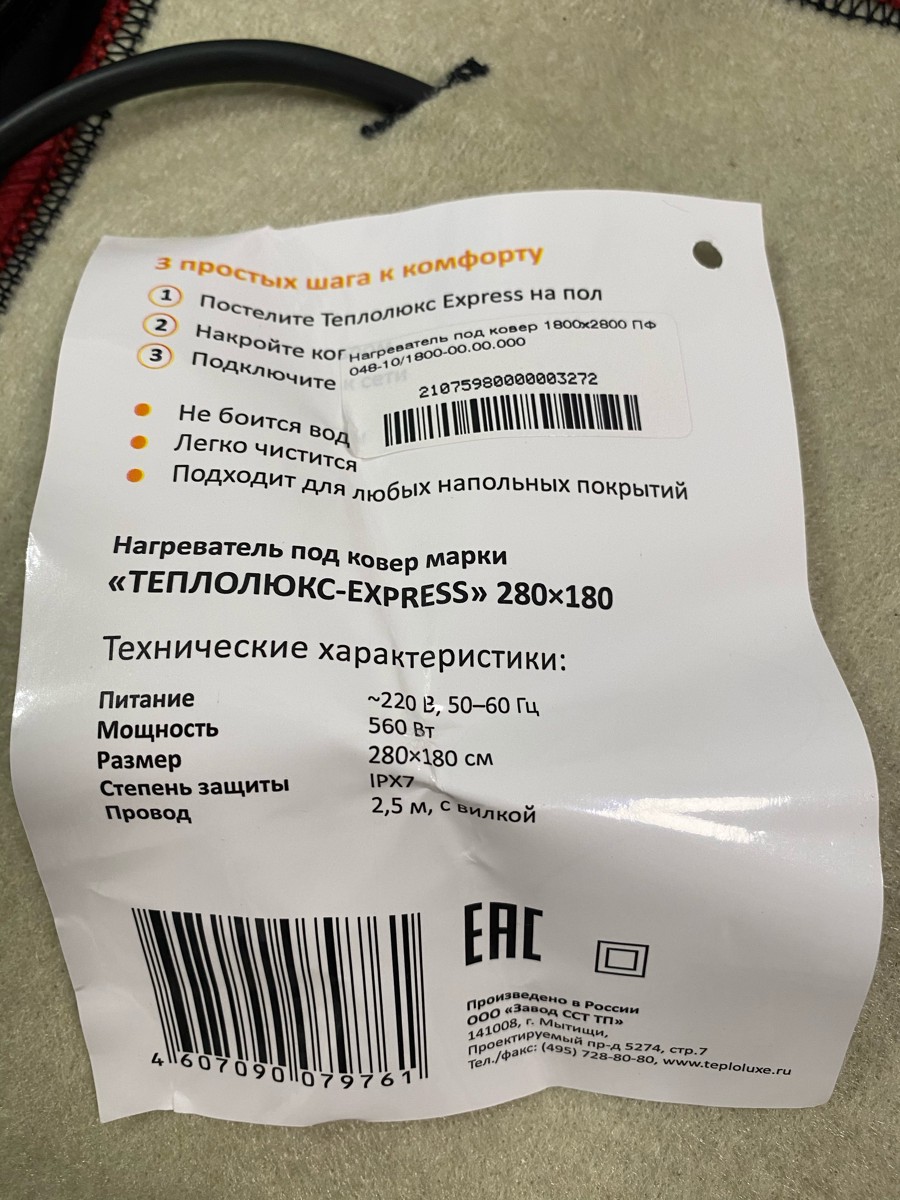 3 простых шага к комфорту
1 Постелите Теплолюкс Express на пол
2 Накройте ков
3 Подключите к сети
Нагреватель под ковер 1800x2800 ПФ
048-10/1800-00.00.000
21075980000003272
Не боится вод
Легко чистится
Подходит для любых напольных покрытий
Нагреватель под ковер марки
«ТЕПЛОЛЮКС-EXPRESS» 280×180
Технические характеристики:
Питание ~220 В, 50–60 Гц
Мощность 560 Вт
Размер 280×180 см
Степень защиты IPX7
Провод 2,5 м, с вилкой
EAC
4 607090 079761
Произведено в России
ООО «Завод ССТ ТП»
141008, г. Мытищи,
Проектируемый пр-д 5274, стр.7
Тел./факс: (495) 728-80-80, www.teploluxe.ru